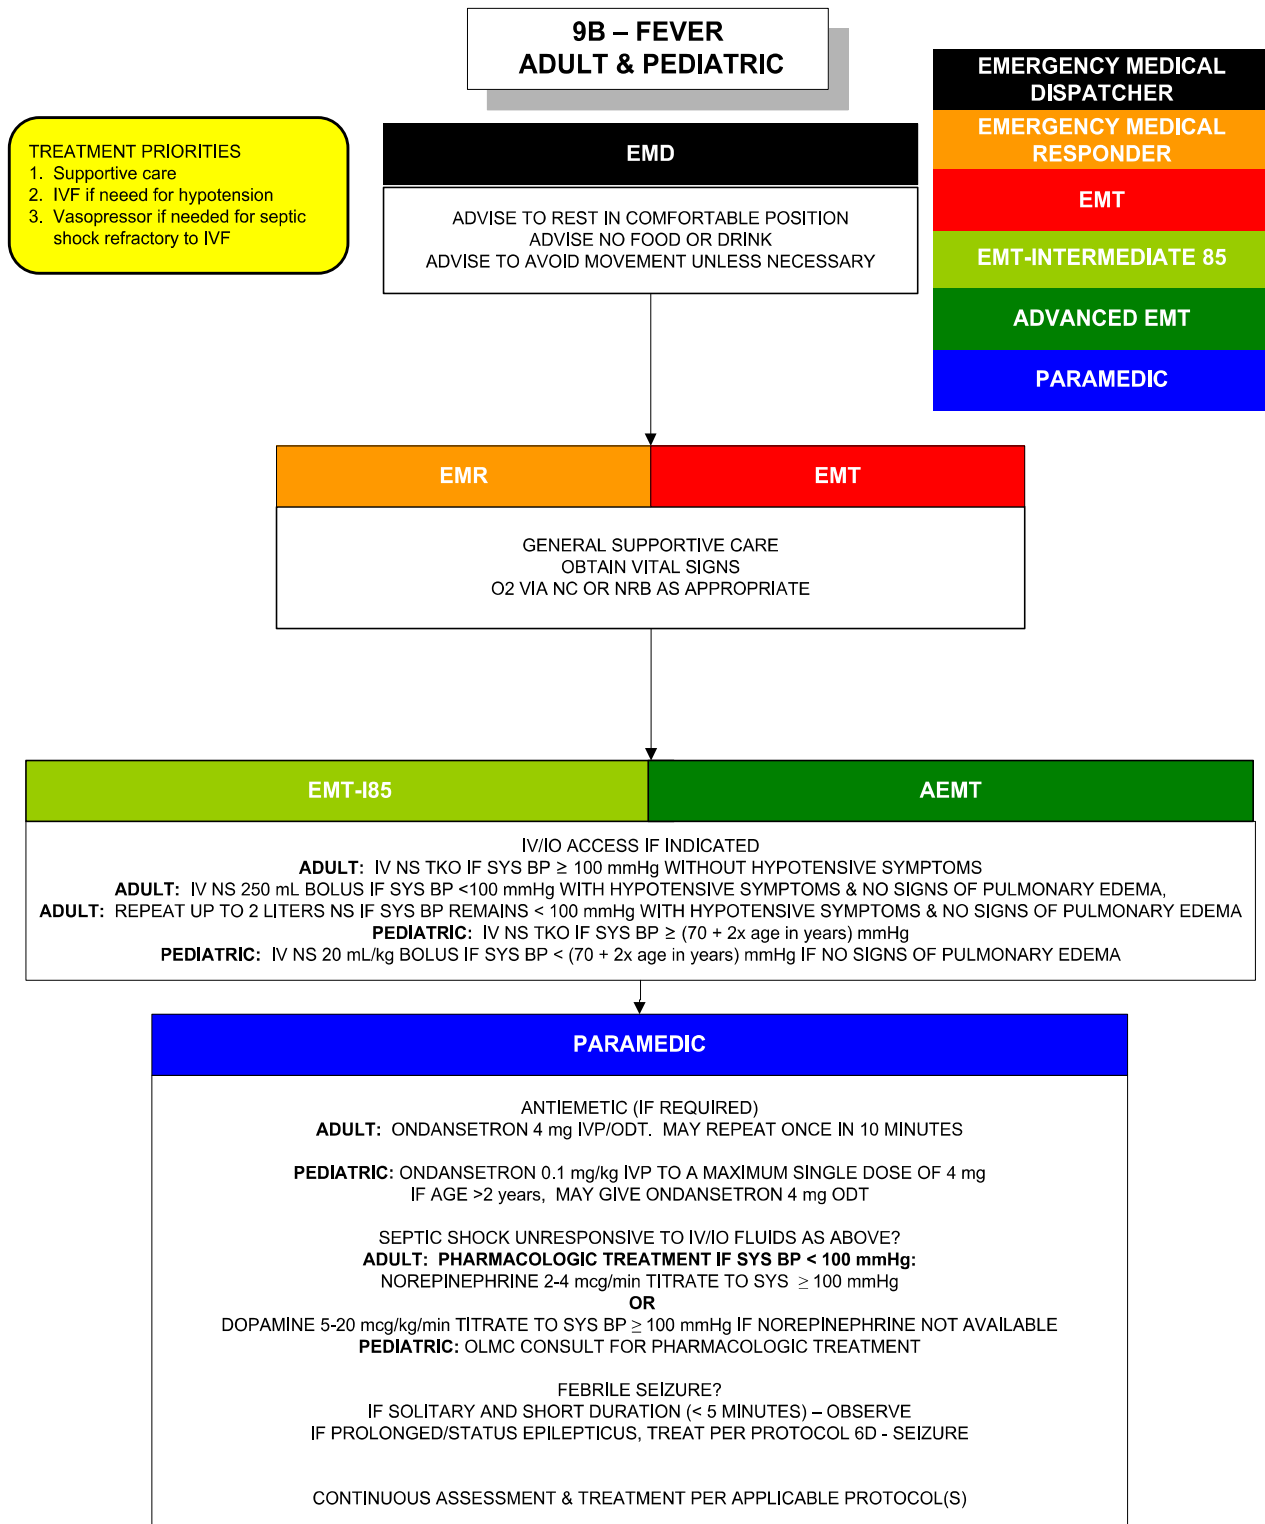 9B – FEVER
ADULT & PEDIATRIC
TREATMENT PRIORITIES
1. Supportive care
2. IVF if neeed for hypotension
3. Vasopressor if needed for septic
shock refractory to IVF
EMERGENCY MEDICAL
DISPATCHER
EMERGENCY MEDICAL
RESPONDER
EMT
EMT-INTERMEDIATE 85
ADVANCED EMT
PARAMEDIC
EMD
ADVISE TO REST IN COMFORTABLE POSITION
ADVISE NO FOOD OR DRINK
ADVISE TO AVOID MOVEMENT UNLESS NECESSARY
EMR
EMT
GENERAL SUPPORTIVE CARE
OBTAIN VITAL SIGNS
O2 VIA NC OR NRB AS APPROPRIATE
EMT-I85
AEMT
IV/IO ACCESS IF INDICATED
ADULT: IV NS TKO IF SYS BP ≥ 100 mmHg WITHOUT HYPOTENSIVE SYMPTOMS
ADULT: IV NS 250 mL BOLUS IF SYS BP <100 mmHg WITH HYPOTENSIVE SYMPTOMS & NO SIGNS OF PULMONARY EDEMA,
ADULT: REPEAT UP TO 2 LITERS NS IF SYS BP REMAINS < 100 mmHg WITH HYPOTENSIVE SYMPTOMS & NO SIGNS OF PULMONARY EDEMA
PEDIATRIC: IV NS TKO IF SYS BP ≥ (70 + 2x age in years) mmHg
PEDIATRIC: IV NS 20 mL/kg BOLUS IF SYS BP < (70 + 2x age in years) mmHg IF NO SIGNS OF PULMONARY EDEMA
PARAMEDIC
ANTIEMETIC (IF REQUIRED)
ADULT: ONDANSETRON 4 mg IVP/ODT. MAY REPEAT ONCE IN 10 MINUTES
PEDIATRIC: ONDANSETRON 0.1 mg/kg IVP TO A MAXIMUM SINGLE DOSE OF 4 mg
IF AGE >2 years, MAY GIVE ONDANSETRON 4 mg ODT
SEPTIC SHOCK UNRESPONSIVE TO IV/IO FLUIDS AS ABOVE?
ADULT: PHARMACOLOGIC TREATMENT IF SYS BP < 100 mmHg:
NOREPINEPHRINE 2-4 mcg/min TITRATE TO SYS ≥ 100 mmHg
OR
DOPAMINE 5-20 mcg/kg/min TITRATE TO SYS BP ≥ 100 mmHg IF NOREPINEPHRINE NOT AVAILABLE
PEDIATRIC: OLMC CONSULT FOR PHARMACOLOGIC TREATMENT
FEBRILE SEIZURE?
IF SOLITARY AND SHORT DURATION (< 5 MINUTES) – OBSERVE
IF PROLONGED/STATUS EPILEPTICUS, TREAT PER PROTOCOL 6D - SEIZURE
CONTINUOUS ASSESSMENT & TREATMENT PER APPLICABLE PROTOCOL(S)